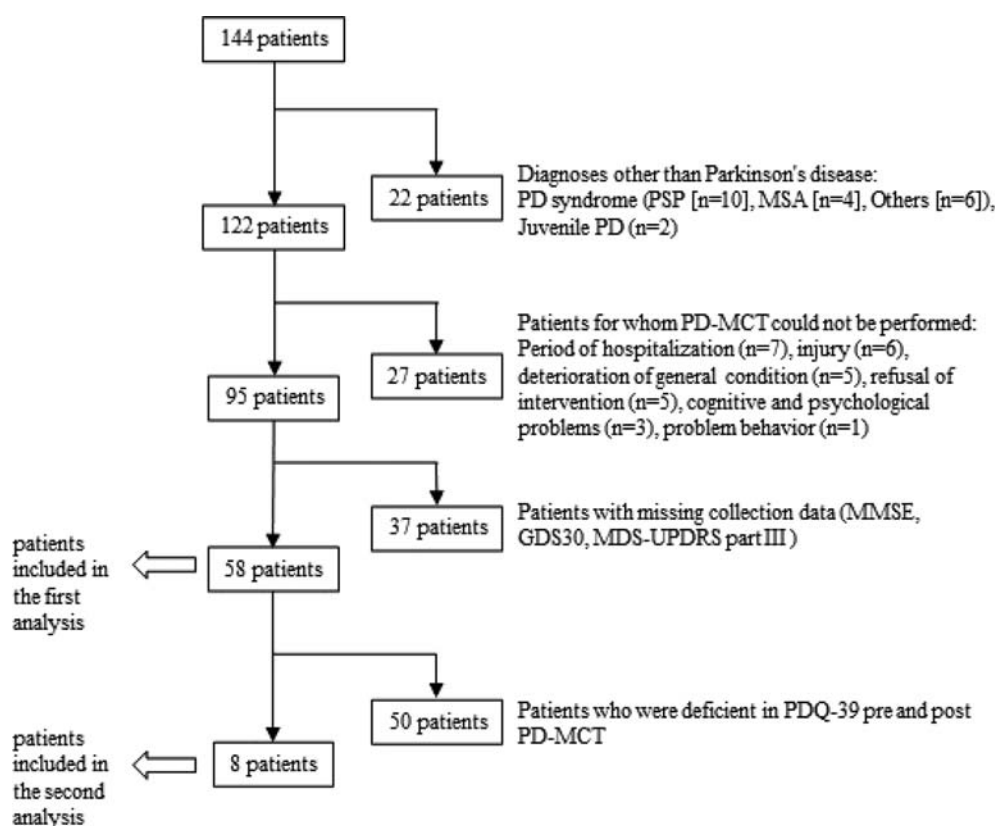 144 patients
22 patients
Diagnoses other than Parkinson's disease:
PD syndrome (PSP [n=10], MSA [n=4], Others [n=6]),
Juvenile PD (n=2)
122 patients
27 patients
Patients for whom PD-MCT could not be performed:
Period of hospitalization (n=7), injury (n=6),
deterioration of general condition (n=5), refusal of
intervention (n=5), cognitive and psychological
problems (n=3), problem behavior (n=1)
95 patients
37 patients
Patients with missing collection data (MMSE,
GDS30, MDS-UPDRS part III )
patients
included in
the first
analysis
58 patients
50 patients
Patients who were deficient in PDQ-39 pre and post
PD-MCT
patients
included in
the second
analysis
8 patients